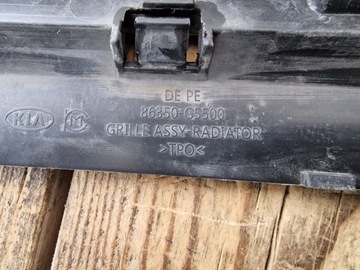 DE PE
86350-G5500
KIA M
GRILLE ASSY-RADIATOR
>TPO<